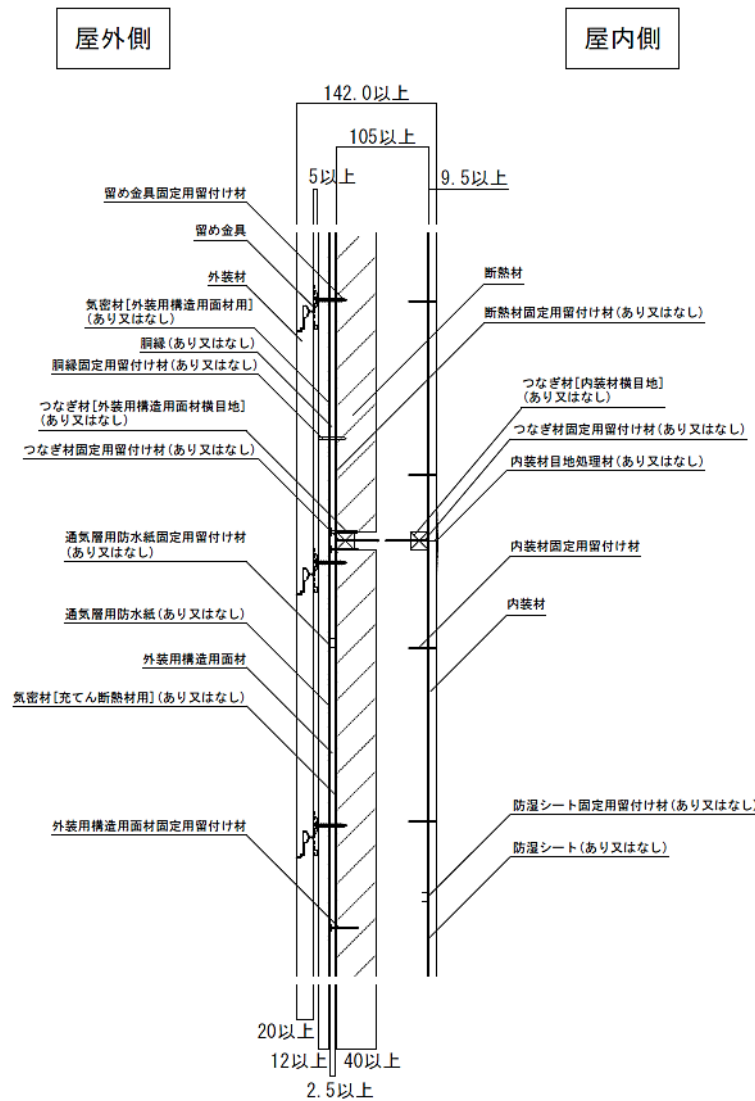 屋外側
屋内側
142.0以上
105以上
5以上
9.5以上
留め金具固定用留付け材
留め金具
外装材
気密材[外装用構造用面材用]
(あり又はなし)
胴縁(あり又はなし)
胴縁固定用留付け材(あり又はなし)
つなぎ材[外装用構造用面材横目地]
(あり又はなし)
つなぎ材固定用留付け材(あり又はなし)
通気層用防水紙固定用留付け材
(あり又はなし)
通気層用防水紙(あり又はなし)
外装用構造用面材
気密材[充てん断熱材用](あり又はなし)
外装用構造用面材固定用留付け材
断熱材
断熱材固定用留付け材(あり又はなし)
つなぎ材[内装材横目地]
(あり又はなし)
つなぎ材固定用留付け材(あり又はなし)
内装材目地処理材(あり又はなし)
内装材固定用留付け材
内装材
防湿シート固定用留付け材(あり又はなし)
防湿シート(あり又はなし)
20以上
12以上
40以上
2.5以上